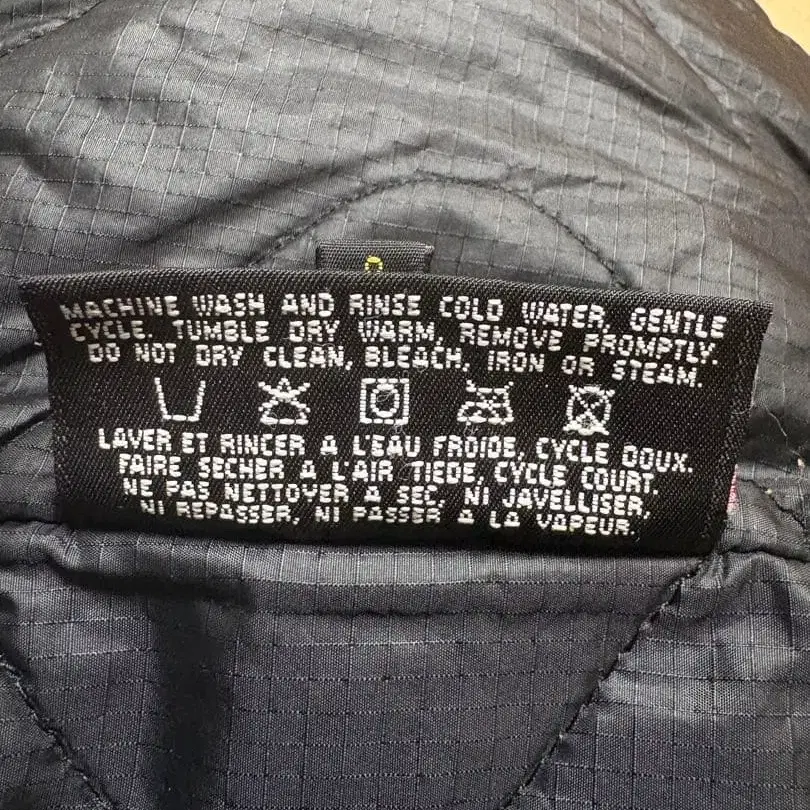 MACHINE WASH AND RINSE COLD WATER, GENTLE
CYCLE. TUMBLE DRY WARM, REMOVE PROMPTLY.
DO NOT DRY CLEAN, BLEACH, IRON OR STEAM.
LAVER ET RINCER A L'EAU FROIDE, CYCLE DOUX.
FAIRE SECHER A L'AIR TIEDE, CYCLE COURT.
NE PAS NETTOYER A SEC, NI JAVELLISER,
NI REPASSER, NI PASSER A LA VAPEUR.